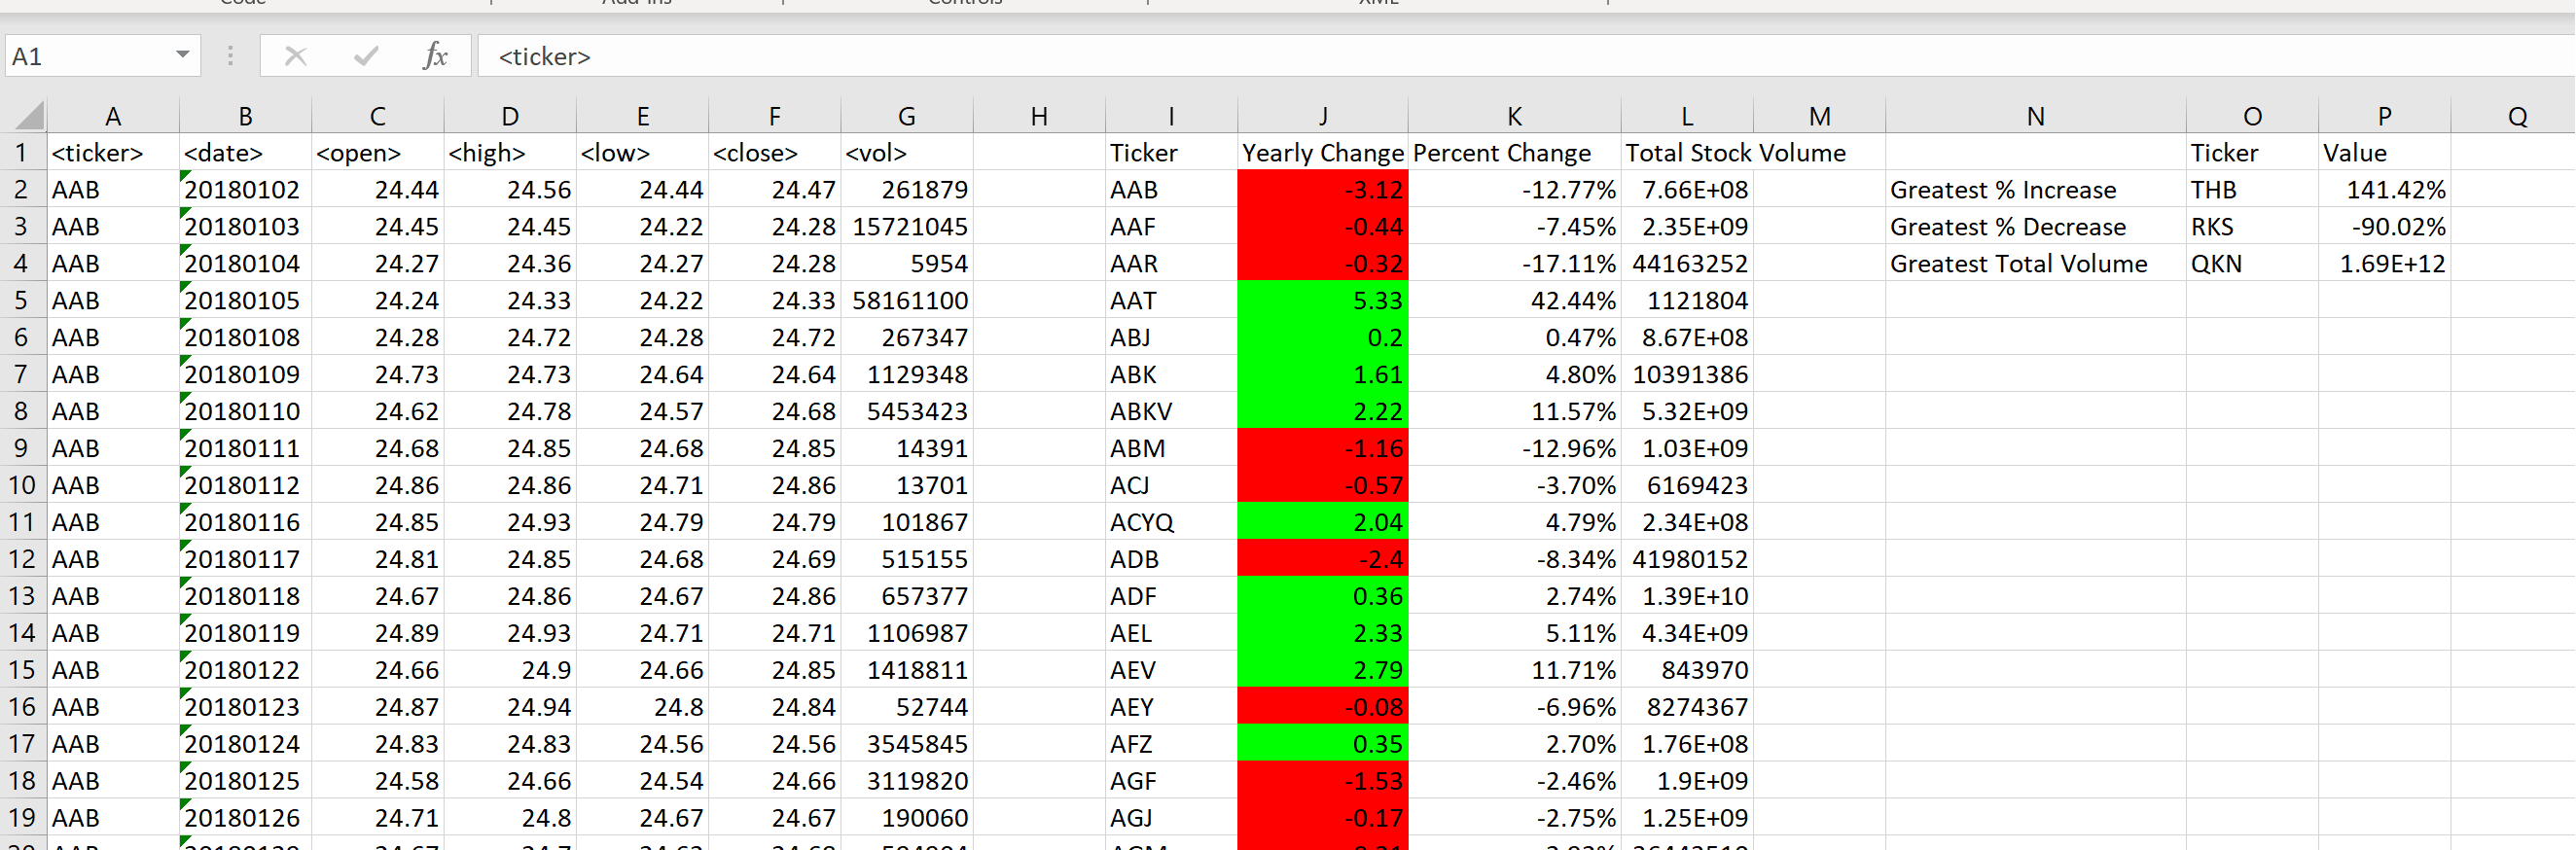 Code Add-ins Controls XML
A1 fx <ticker>
A B C D E F G H I J K L M N O P Q
1 <ticker> <date> <open> <high> <low> <close> <vol> Ticker Yearly Change Percent Change Total Stock Volume Ticker Value
2 AAB 20180102 24.44 24.56 24.44 24.47 261879 AAB -3.12 -12.77% 7.66E+08 Greatest % Increase THB 141.42%
3 AAB 20180103 24.45 24.45 24.22 24.28 15721045 AAF -0.44 -7.45% 2.35E+09 Greatest % Decrease RKS -90.02%
4 AAB 20180104 24.27 24.36 24.27 24.28 5954 AAR -0.32 -17.11% 44163252 Greatest Total Volume QKN 1.69E+12
5 AAB 20180105 24.24 24.33 24.22 24.33 58161100 AAT 5.33 42.44% 1121804
6 AAB 20180108 24.28 24.72 24.28 24.72 267347 ABJ 0.2 0.47% 8.67E+08
7 AAB 20180109 24.73 24.73 24.64 24.64 1129348 ABK 1.61 4.80% 10391386
8 AAB 20180110 24.62 24.78 24.57 24.68 5453423 ABKV 2.22 11.57% 5.32E+09
9 AAB 20180111 24.68 24.85 24.68 24.85 14391 ABM -1.16 -12.96% 1.03E+09
10 AAB 20180112 24.86 24.86 24.71 24.86 13701 ACJ -0.57 -3.70% 6169423
11 AAB 20180116 24.85 24.93 24.79 24.79 101867 ACYQ 2.04 4.79% 2.34E+08
12 AAB 20180117 24.81 24.85 24.68 24.69 515155 ADB -2.4 -8.34% 41980152
13 AAB 20180118 24.67 24.86 24.67 24.86 657377 ADF 0.36 2.74% 1.39E+10
14 AAB 20180119 24.89 24.93 24.71 24.71 1106987 AEL 2.33 5.11% 4.34E+09
15 AAB 20180122 24.66 24.9 24.66 24.85 1418811 AEV 2.79 11.71% 843970
16 AAB 20180123 24.87 24.94 24.8 24.84 52744 AEY -0.08 -6.96% 8274367
17 AAB 20180124 24.83 24.83 24.56 24.56 3545845 AFZ 0.35 2.70% 1.76E+08
18 AAB 20180125 24.58 24.66 24.54 24.66 3119820 AGF -1.53 -2.46% 1.9E+09
19 AAB 20180126 24.71 24.8 24.67 24.67 190060 AGJ -0.17 -2.75% 1.25E+09